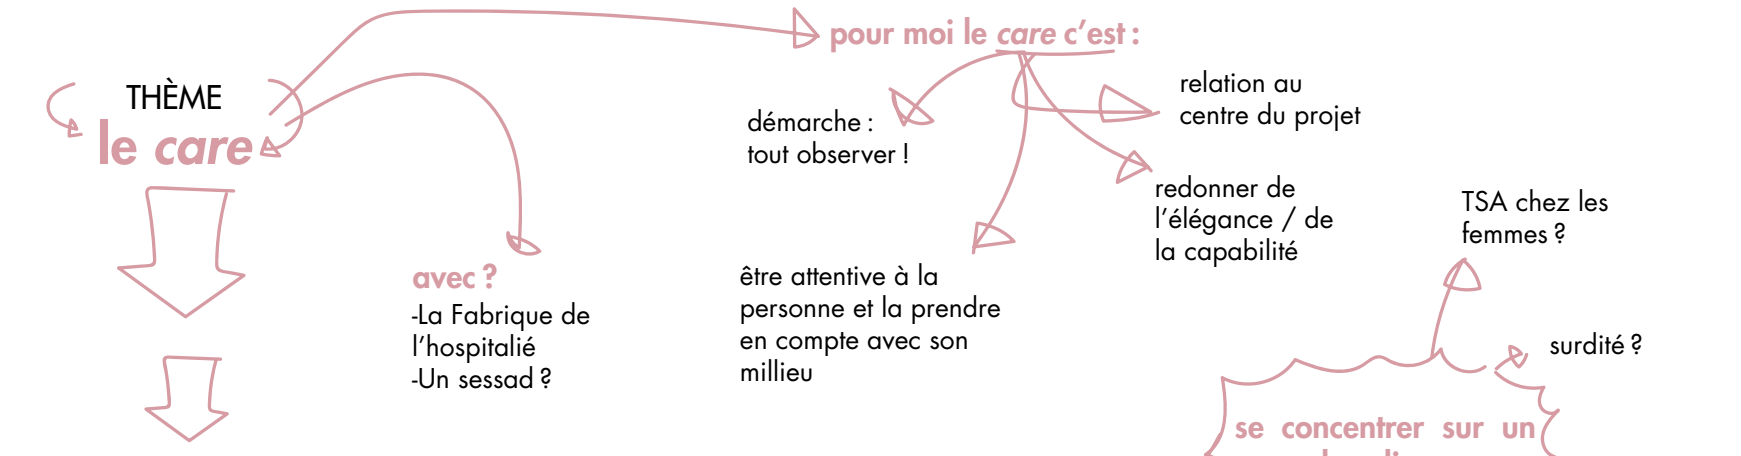 THÈME
le care
pour moi le care c’est :
démarche :
tout observer !
relation au
centre du projet
redonner de
l’élégance / de
la capabilité
être attentive à la
personne et la prendre
en compte avec son
millieu
avec ?
-La Fabrique de
l’hospitalié
-Un sessad ?
TSA chez les
femmes ?
surdité ?
se concentrer sur un